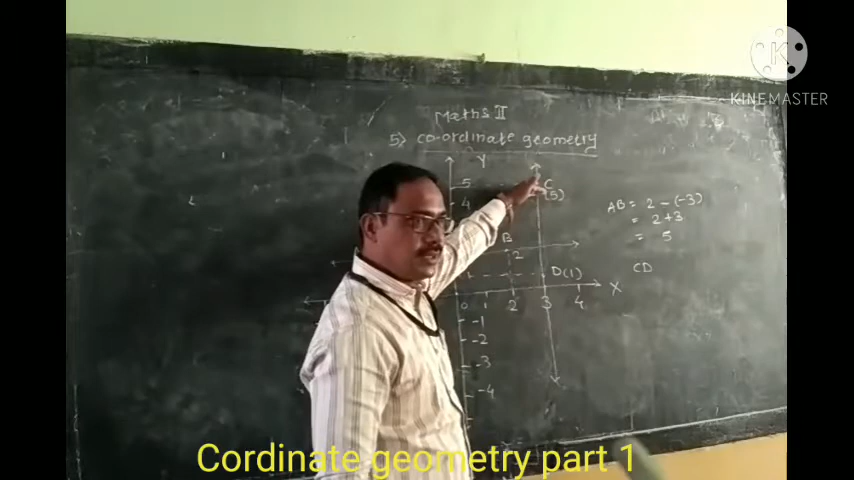 K
KINEMASTER
Maths II
5) co-ordinate geometry
Y
5
4
C
(5)
AB = 2 - (-3)
= 2+3
= 5
B
2
D(1)
CD
X
0 1 2 3 4
-1
-2
-3
-4
Cordinate geometry part 1